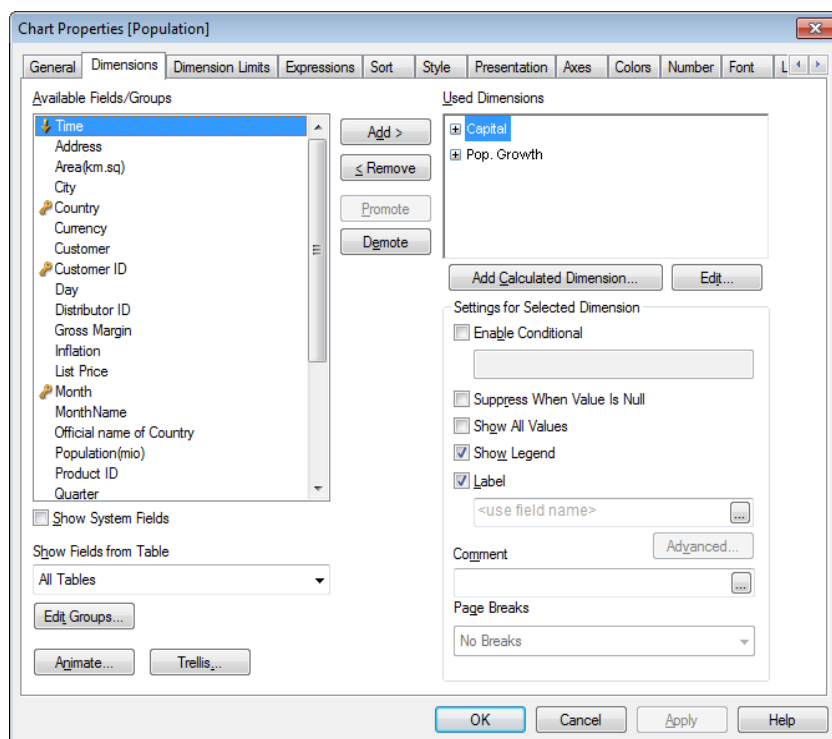 Chart Properties [Population]
General Dimensions Dimension Limits Expressions Sort Style Presentation Axes Colors Number Font L
Available Fields/Groups
Time
Address
Area(km.sq)
City
Country
Currency
Customer
Customer ID
Day
Distributor ID
Gross Margin
Inflation
List Price
Month
MonthName
Official name of Country
Population(mio)
Product ID
Quarter
Show System Fields
Show Fields from Table
All Tables
Edit Groups...
Animate... Trellis...
Add >
< Remove
Promote
Demote
Used Dimensions
Capital
Pop. Growth
Add Calculated Dimension... Edit...
Settings for Selected Dimension
Enable Conditional
Suppress When Value Is Null
Show All Values
Show Legend
Label
<use field name> ...
Advanced...
Comment
...
Page Breaks
No Breaks
OK Cancel Apply Help